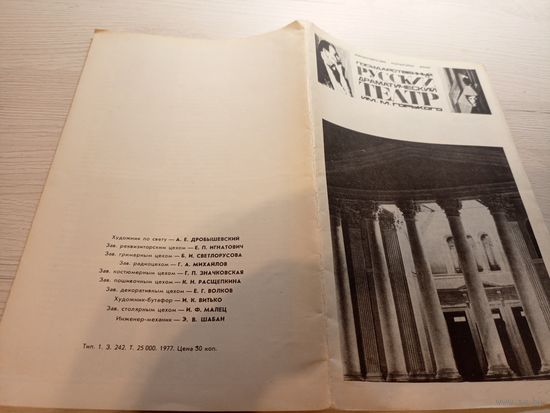 ГОСУДАРСТВЕННЫЙ
РУССКИЙ
ДРАМАТИЧЕСКИЙ
ТЕАТР
ИМ. М. ГОРЬКОГО
Художник по свету — А. Е. ДРОБЫШЕВСКИЙ
Зав. реквизиторским цехом — Е. П. ИГНАТОВИЧ
Зав. гримерным цехом — Б. И. СВЕТЛОРУСОВА
Зав. радиоцехом — Г. А. МИХАЙЛОВ
Зав. костюмерным цехом — Г. П. ЗНАЧКОВСКАЯ
Зав. пошивочным цехом — К. Н. РАСЩЕПКИНА
Зав. декоративным цехом — Е. Г. ВОЛКОВ
Художник-бутафор — И. К. ВИТЬКО
Зав. столярным цехом — И. Ф. МАЛЕЦ
Инженер-механик — Э. В. ШАБАН
Тип. 1. З. 242. Т. 25 000. 1977. Цена 30 коп.